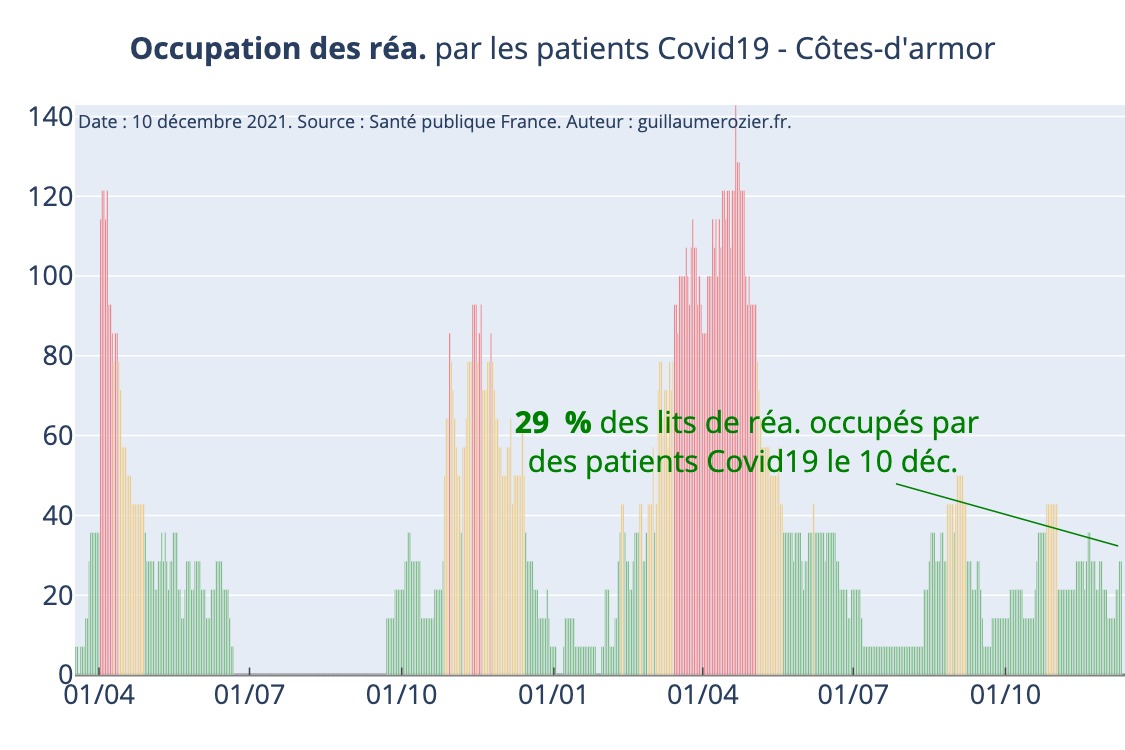 Occupation des réa. par les patients Covid19 - Côtes-d'armor
140
Date : 10 décembre 2021. Source : Santé publique France. Auteur : guillaumerozier.fr.
120
100
80
29  % des lits de réa. occupés par
des patients Covid19 le 10 déc.
60
40
20
0
01/04 01/07 01/10 01/01 01/04 01/07 01/10